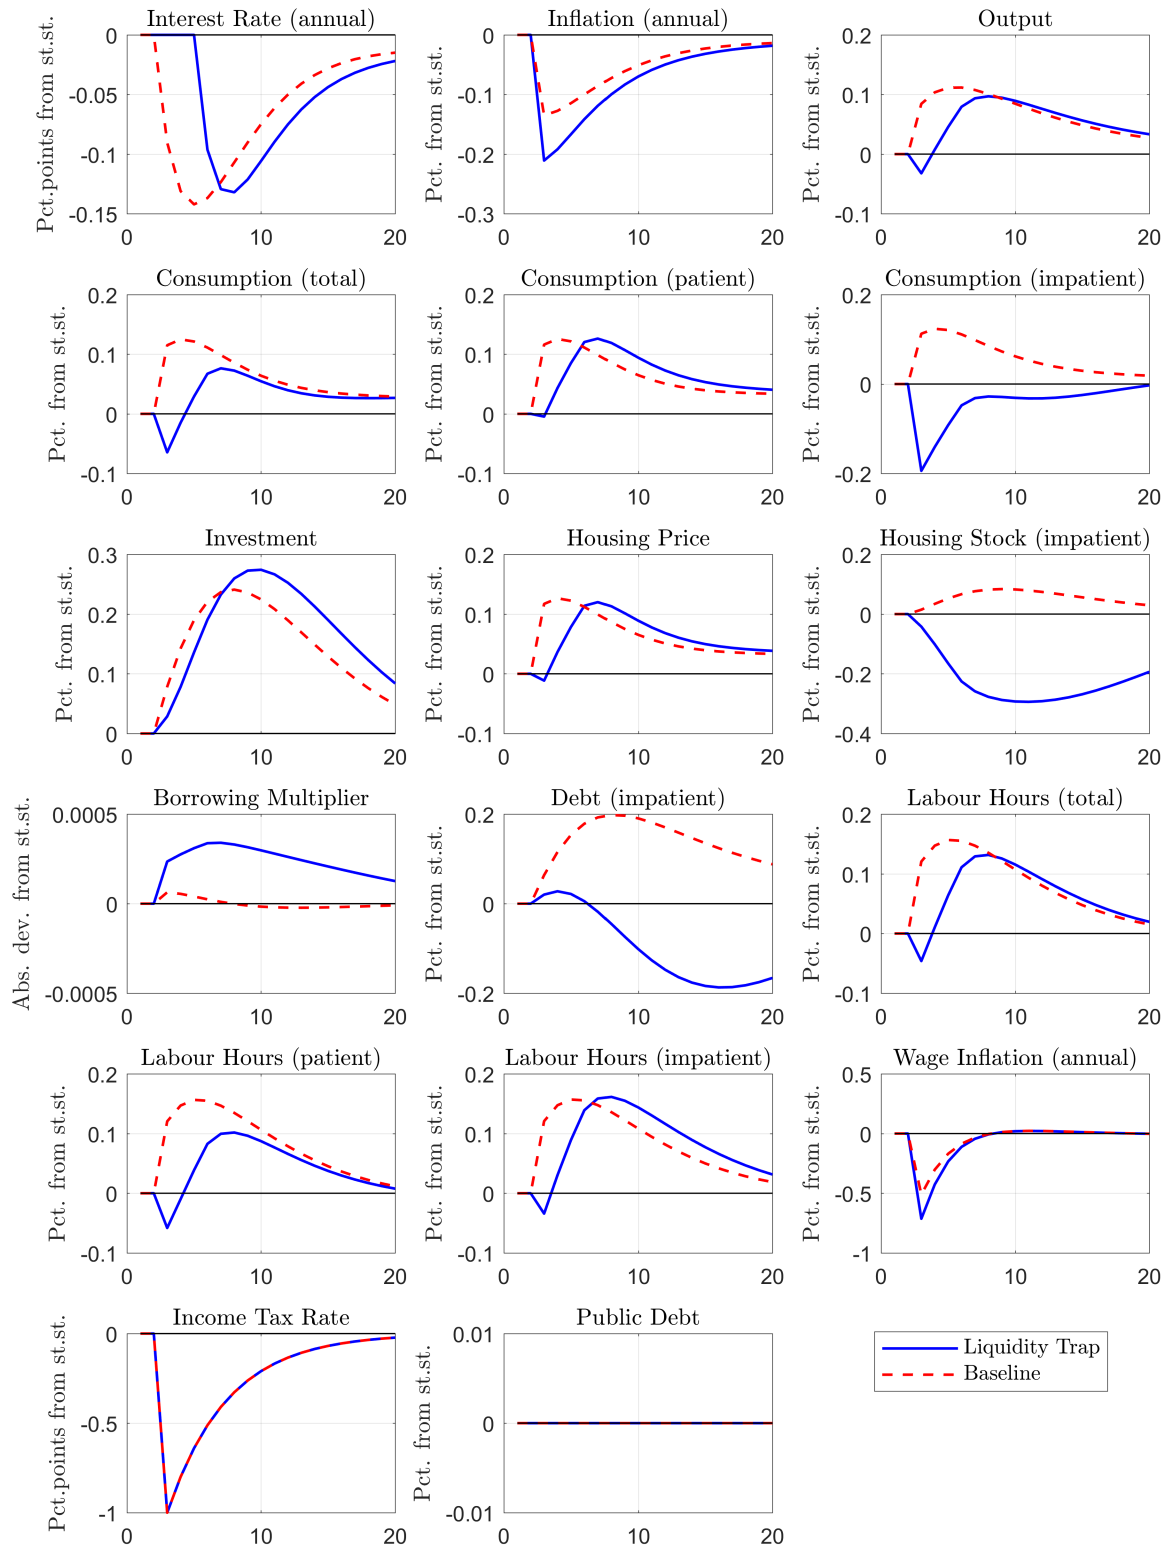 Interest Rate (annual)
Pct.points from st.st.
0
-0.05
-0.1
-0.15
0 10 20
Inflation (annual)
Pct. from st.st.
0
-0.1
-0.2
-0.3
0 10 20
Output
Pct. from st.st.
0.2
0.1
0
-0.1
0 10 20
Consumption (total)
Pct. from st.st.
0.2
0.1
0
-0.1
0 10 20
Consumption (patient)
Pct. from st.st.
0.2
0.1
0
-0.1
0 10 20
Consumption (impatient)
Pct. from st.st.
0.2
0
-0.2
0 10 20
Investment
Pct. from st.st.
0.3
0.2
0.1
0
0 10 20
Housing Price
Pct. from st.st.
0.2
0.1
0
-0.1
0 10 20
Housing Stock (impatient)
Pct. from st.st.
0.2
0
-0.2
-0.4
0 10 20
Borrowing Multiplier
Abs. dev. from st.st.
0.0005
0
-0.0005
0 10 20
Debt (impatient)
Pct. from st.st.
0.2
0
-0.2
0 10 20
Labour Hours (total)
Pct. from st.st.
0.2
0.1
0
-0.1
0 10 20
Labour Hours (patient)
Pct. from st.st.
0.2
0.1
0
-0.1
0 10 20
Labour Hours (impatient)
Pct. from st.st.
0.2
0.1
0
-0.1
0 10 20
Wage Inflation (annual)
Pct. from st.st.
0.5
0
-0.5
-1
0 10 20
Income Tax Rate
Pct.points from st.st.
0
-0.5
-1
0 10 20
Public Debt
Pct. from st.st.
0.01
0
-0.01
0 10 20
Liquidity Trap
Baseline